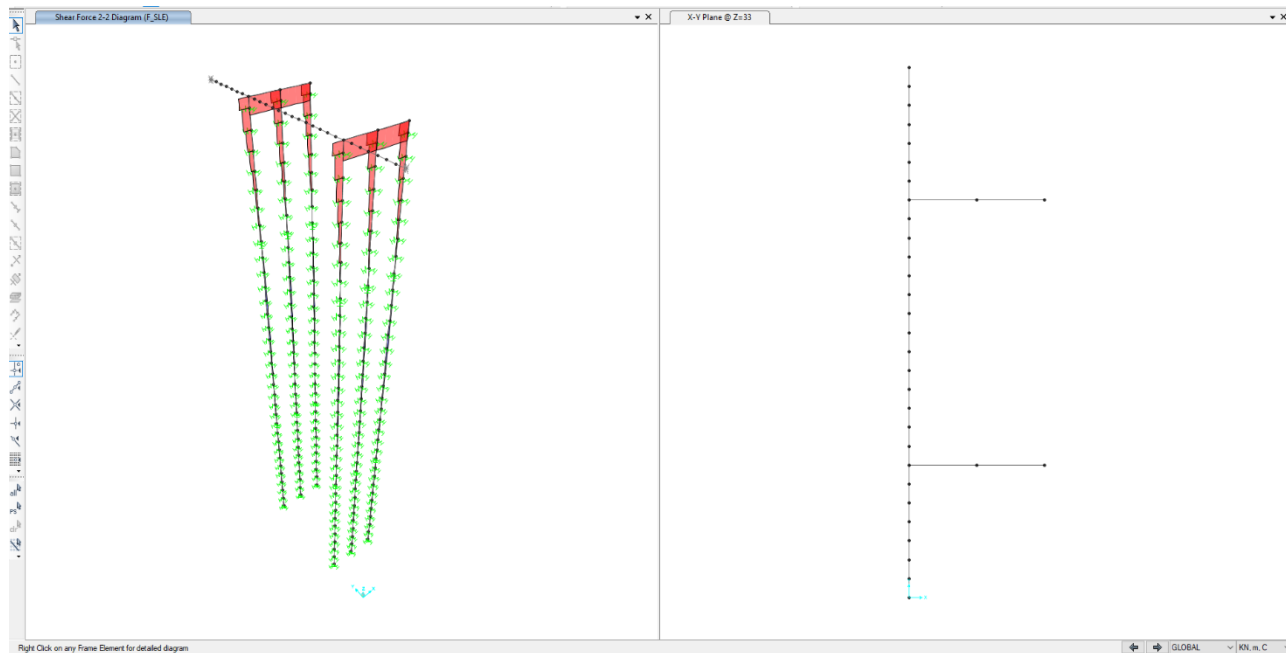 Shear Force 2-2 Diagram (F_SLE)
X-Y Plane @ Z=33
Right Click on any Frame Element for detailed diagram
GLOBAL
KN, m, C